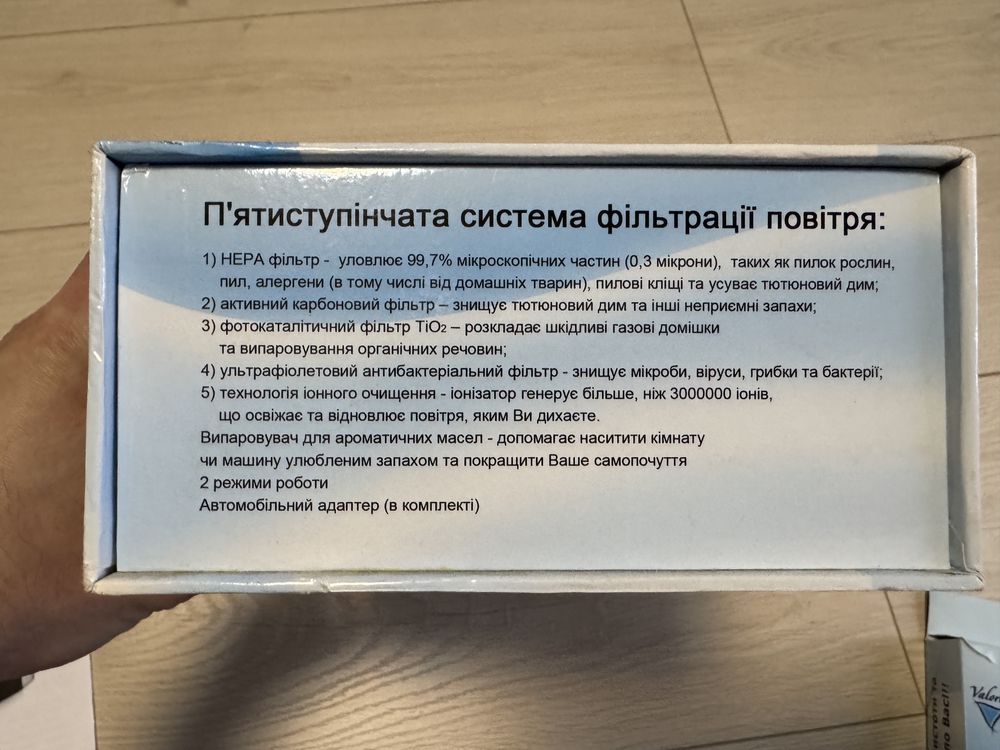 П'ятиступінчата система фільтрації повітря:
1) НЕРА фільтр - уловлює 99,7% мікроскопічних частин (0,3 мікрони), таких як пилок рослин,
пил, алергени (в тому числі від домашніх тварин), пилові кліщі та усуває тютюновий дим;
2) активний карбоновий фільтр – знищує тютюновий дим та інші неприємні запахи;
3) фотокаталітичний фільтр TiO₂ – розкладає шкідливі газові домішки
та випаровування органічних речовин;
4) ультрафіолетовий антибактеріальний фільтр - знищує мікроби, віруси, грибки та бактерії;
5) технологія іонного очищення - іонізатор генерує більше, ніж 3000000 іонів,
що освіжає та відновлює повітря, яким Ви дихаєте.
Випаровувач для ароматичних масел - допомагає наситити кімнату
чи машину улюбленим запахом та покращити Ваше самопочуття
2 режими роботи
Автомобільний адаптер (в комплекті)